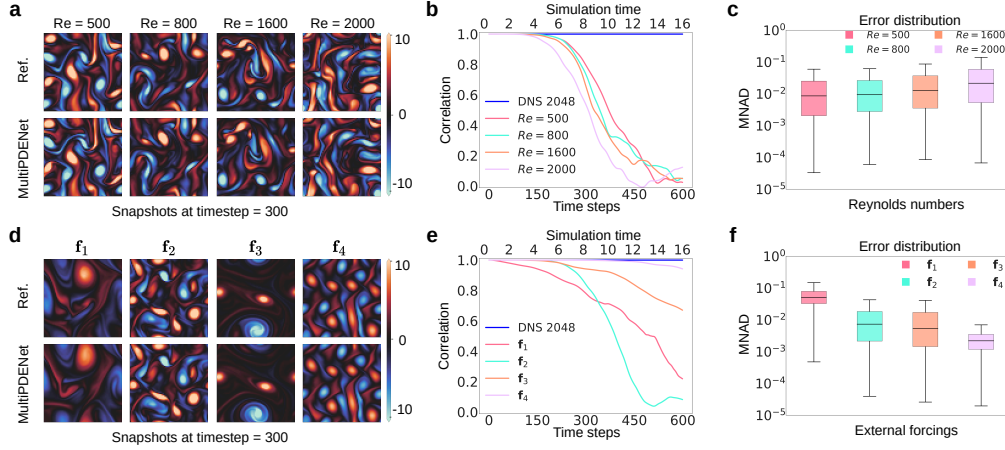 a
Re = 500 Re = 800 Re = 1600 Re = 2000
Ref.
MultiPDENet
10
0
-10
Snapshots at timestep = 300
b
Simulation time
0 2 4 6 8 10 12 14 16
Correlation
1.0
0.8
0.6
0.4
0.2
0.0
DNS 2048
Re = 500
Re = 800
Re = 1600
Re = 2000
0 150 300 450 600
Time steps
c
Error distribution
Re = 500 Re = 1600
Re = 800 Re = 2000
MNAD
10⁰
10⁻¹
10⁻²
10⁻³
10⁻⁴
10⁻⁵
Reynolds numbers
d
f₁ f₂ f₃ f₄
Ref.
MultiPDENet
10
0
-10
Snapshots at timestep = 300
e
Simulation time
0 2 4 6 8 10 12 14 16
Correlation
1.0
0.8
0.6
0.4
0.2
0.0
DNS 2048
f₁
f₂
f₃
f₄
0 150 300 450 600
Time steps
f
Error distribution
f₁ f₃
f₂ f₄
MNAD
10⁰
10⁻¹
10⁻²
10⁻³
10⁻⁴
10⁻⁵
External forcings